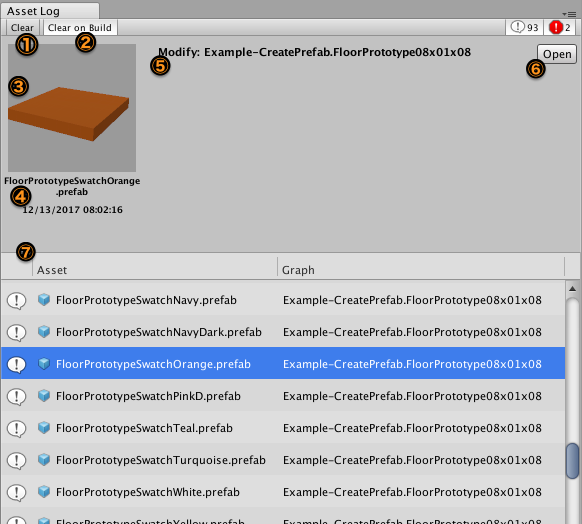 Asset Log
Clear Clear on Build 93 2
1 2
Modify: Example-CreatePrefab.FloorPrototype08x01x08 Open
5 6
3
FloorPrototypeSwatchOrange
.prefab
4
12/13/2017 08:02:16
7
Asset Graph
FloorPrototypeSwatchNavy.prefab Example-CreatePrefab.FloorPrototype08x01x08
FloorPrototypeSwatchNavyDark.prefab Example-CreatePrefab.FloorPrototype08x01x08
FloorPrototypeSwatchOrange.prefab Example-CreatePrefab.FloorPrototype08x01x08
FloorPrototypeSwatchPinkD.prefab Example-CreatePrefab.FloorPrototype08x01x08
FloorPrototypeSwatchTeal.prefab Example-CreatePrefab.FloorPrototype08x01x08
FloorPrototypeSwatchTurquoise.prefab Example-CreatePrefab.FloorPrototype08x01x08
FloorPrototypeSwatchWhite.prefab Example-CreatePrefab.FloorPrototype08x01x08
FloorPrototypeSwatchYellow.prefab Example-CreatePrefab.FloorPrototype08x01x08